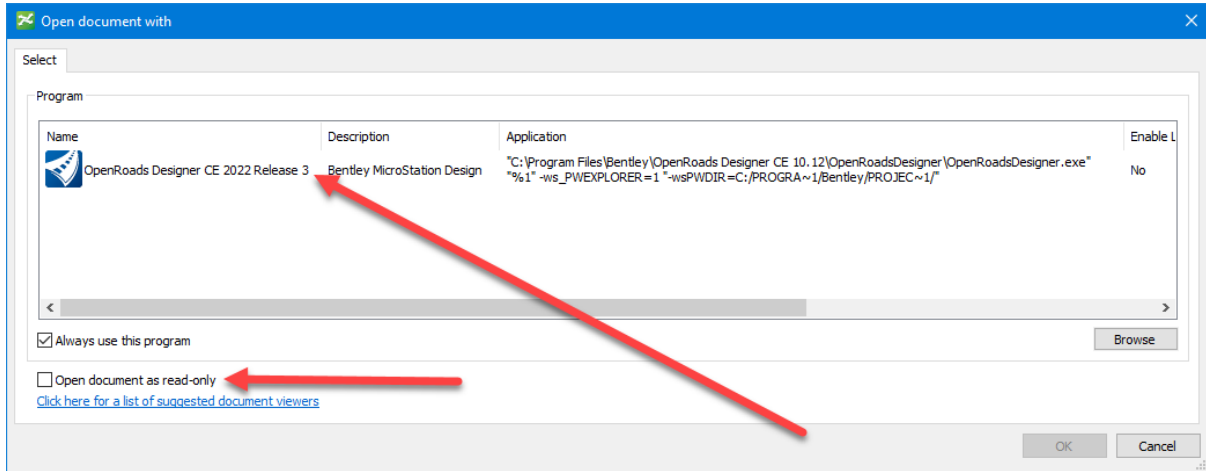 Open document with
Select
Program
Name Description Application Enable L
OpenRoads Designer CE 2022 Release 3 Bentley MicroStation Design "C:\Program Files\Bentley\OpenRoads Designer CE 10.12\OpenRoadsDesigner\OpenRoadsDesigner.exe" No
"%1" -ws_PWEXPLORER=1 "-wsPWDIR=C:/PROGRA~1/Bentley/PROJEC~1/"
Always use this program Browse
Open document as read-only
Click here for a list of suggested document viewers
OK Cancel